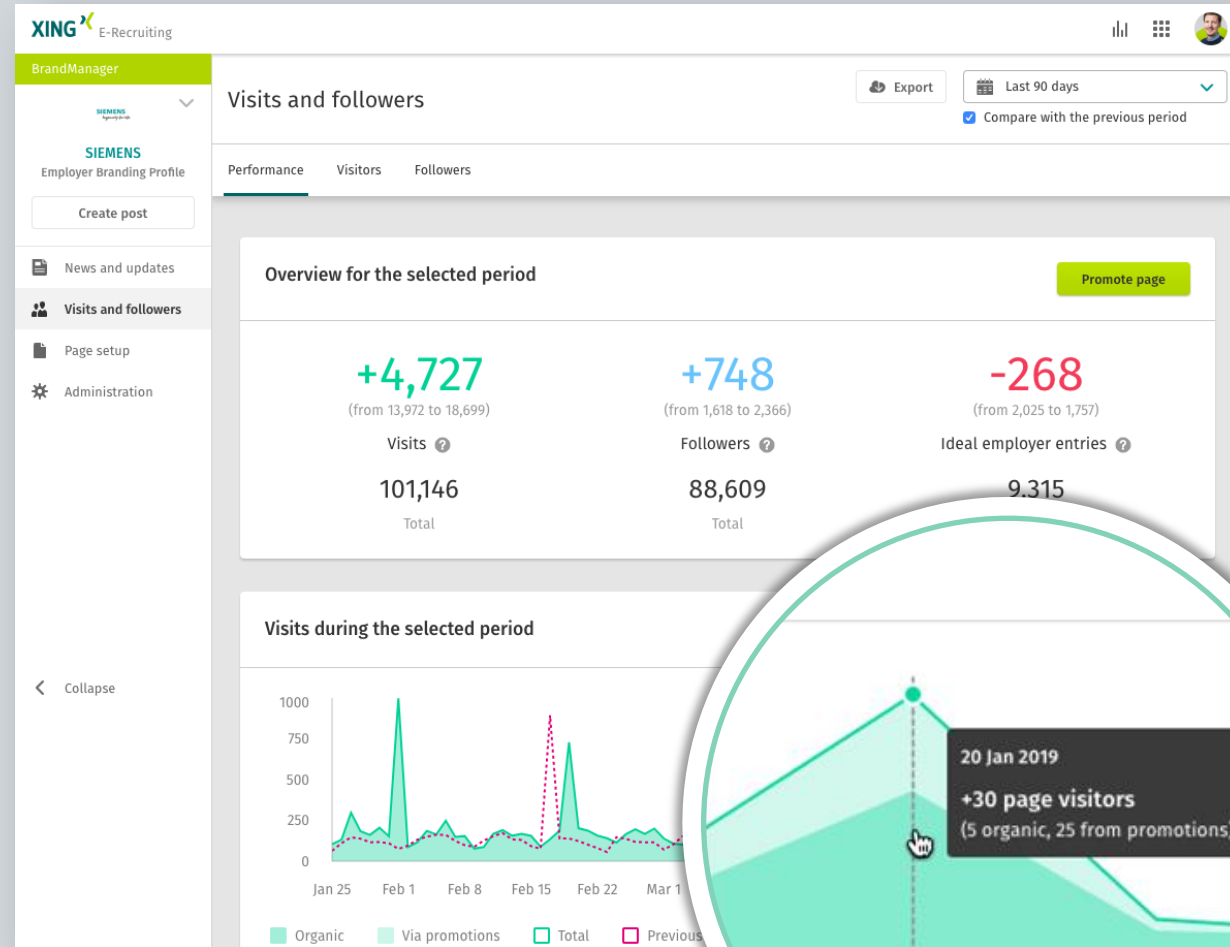 XING E-Recruiting
BrandManager
SIEMENS
SIEMENS
Employer Branding Profile
Create post
News and updates
Visits and followers
Page setup
Administration
Collapse
Visits and followers
Export
Last 90 days
Compare with the previous period
Performance Visitors Followers
Overview for the selected period
Promote page
+4,727 +748 -268
(from 13,972 to 18,699) (from 1,618 to 2,366) (from 2,025 to 1,757)
Visits ? Followers ? Ideal employer entries ?
101,146 88,609 9,315
Total Total
Visits during the selected period
1000
750
500
250
0
Jan 25 Feb 1 Feb 8 Feb 15 Feb 22 Mar 1
Organic Via promotions Total Previous
20 Jan 2019
+30 page visitors
(5 organic, 25 from promotions)